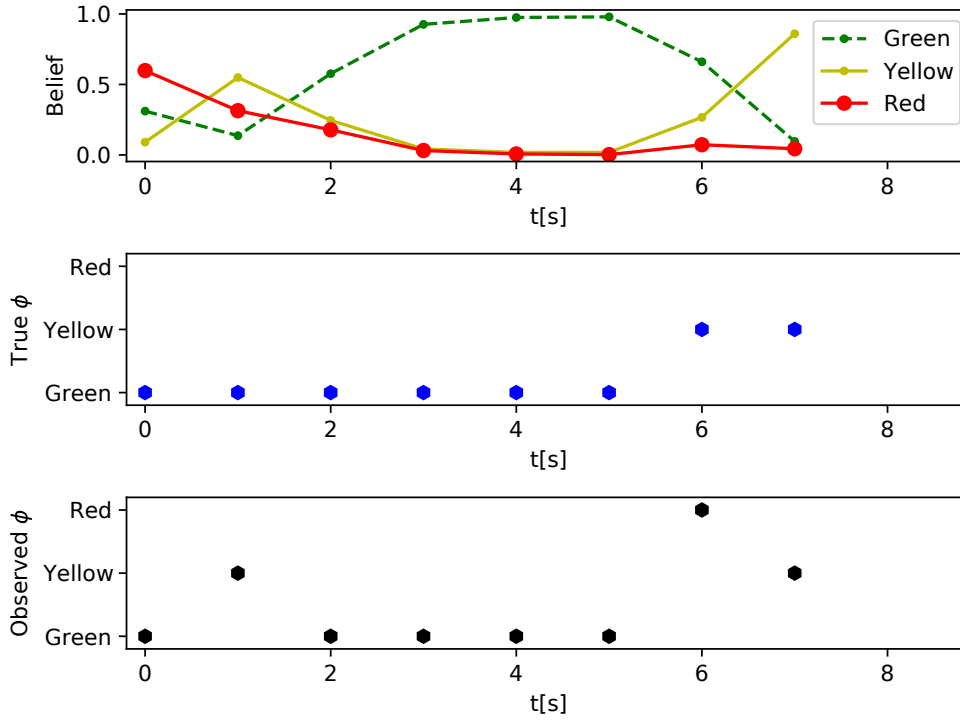 1.0
0.5
0.0
Belief
Green
Yellow
Red
0 2 4 6 8
t[s]
Red
Yellow
Green
True ϕ
0 2 4 6 8
t[s]
Red
Yellow
Green
Observed ϕ
0 2 4 6 8
t[s]